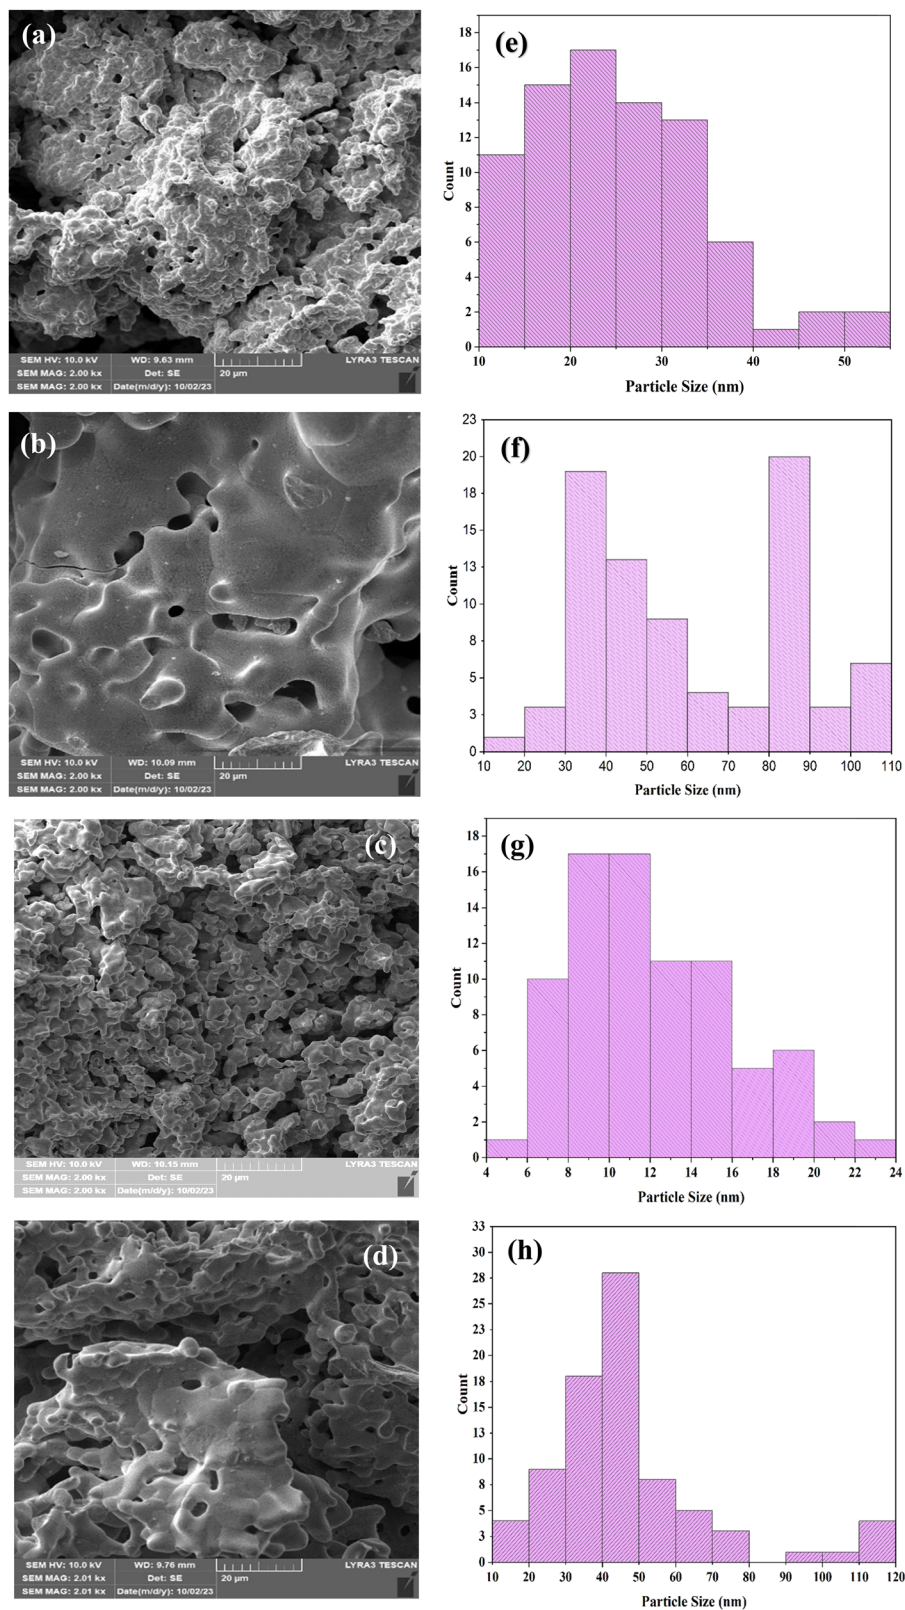 (a)
SEM HV: 10.0 kV WD: 9.63 mm LYRA3 TESCAN
SEM MAG: 2.00 kx Det: SE 20 µm
SEM MAG: 2.00 kx Date(m/d/y): 10/02/23
(e)
18
16
14
12
10
8
6
4
2
0
Count
10 20 30 40 50
Particle Size (nm)
(b)
SEM HV: 10.0 kV WD: 10.09 mm LYRA3 TESCAN
SEM MAG: 2.00 kx Det: SE 20 µm
SEM MAG: 2.00 kx Date(m/d/y): 10/02/23
(f)
23
20
18
15
13
10
8
5
3
0
Count
10 20 30 40 50 60 70 80 90 100 110
Particle Size (nm)
(c)
SEM HV: 10.0 kV WD: 10.15 mm LYRA3 TESCAN
SEM MAG: 2.00 kx Det: SE 20 µm
SEM MAG: 2.00 kx Date(m/d/y): 10/02/23
(g)
18
16
14
12
10
8
6
4
2
0
Count
4 6 8 10 12 14 16 18 20 22 24
Particle Size (nm)
(d)
SEM HV: 10.0 kV WD: 9.76 mm LYRA3 TESCAN
SEM MAG: 2.01 kx Det: SE 20 µm
SEM MAG: 2.01 kx Date(m/d/y): 10/02/23
(h)
33
30
28
25
23
20
18
15
13
10
8
5
3
0
Count
10 20 30 40 50 60 70 80 90 100 110 120
Particle Size (nm)